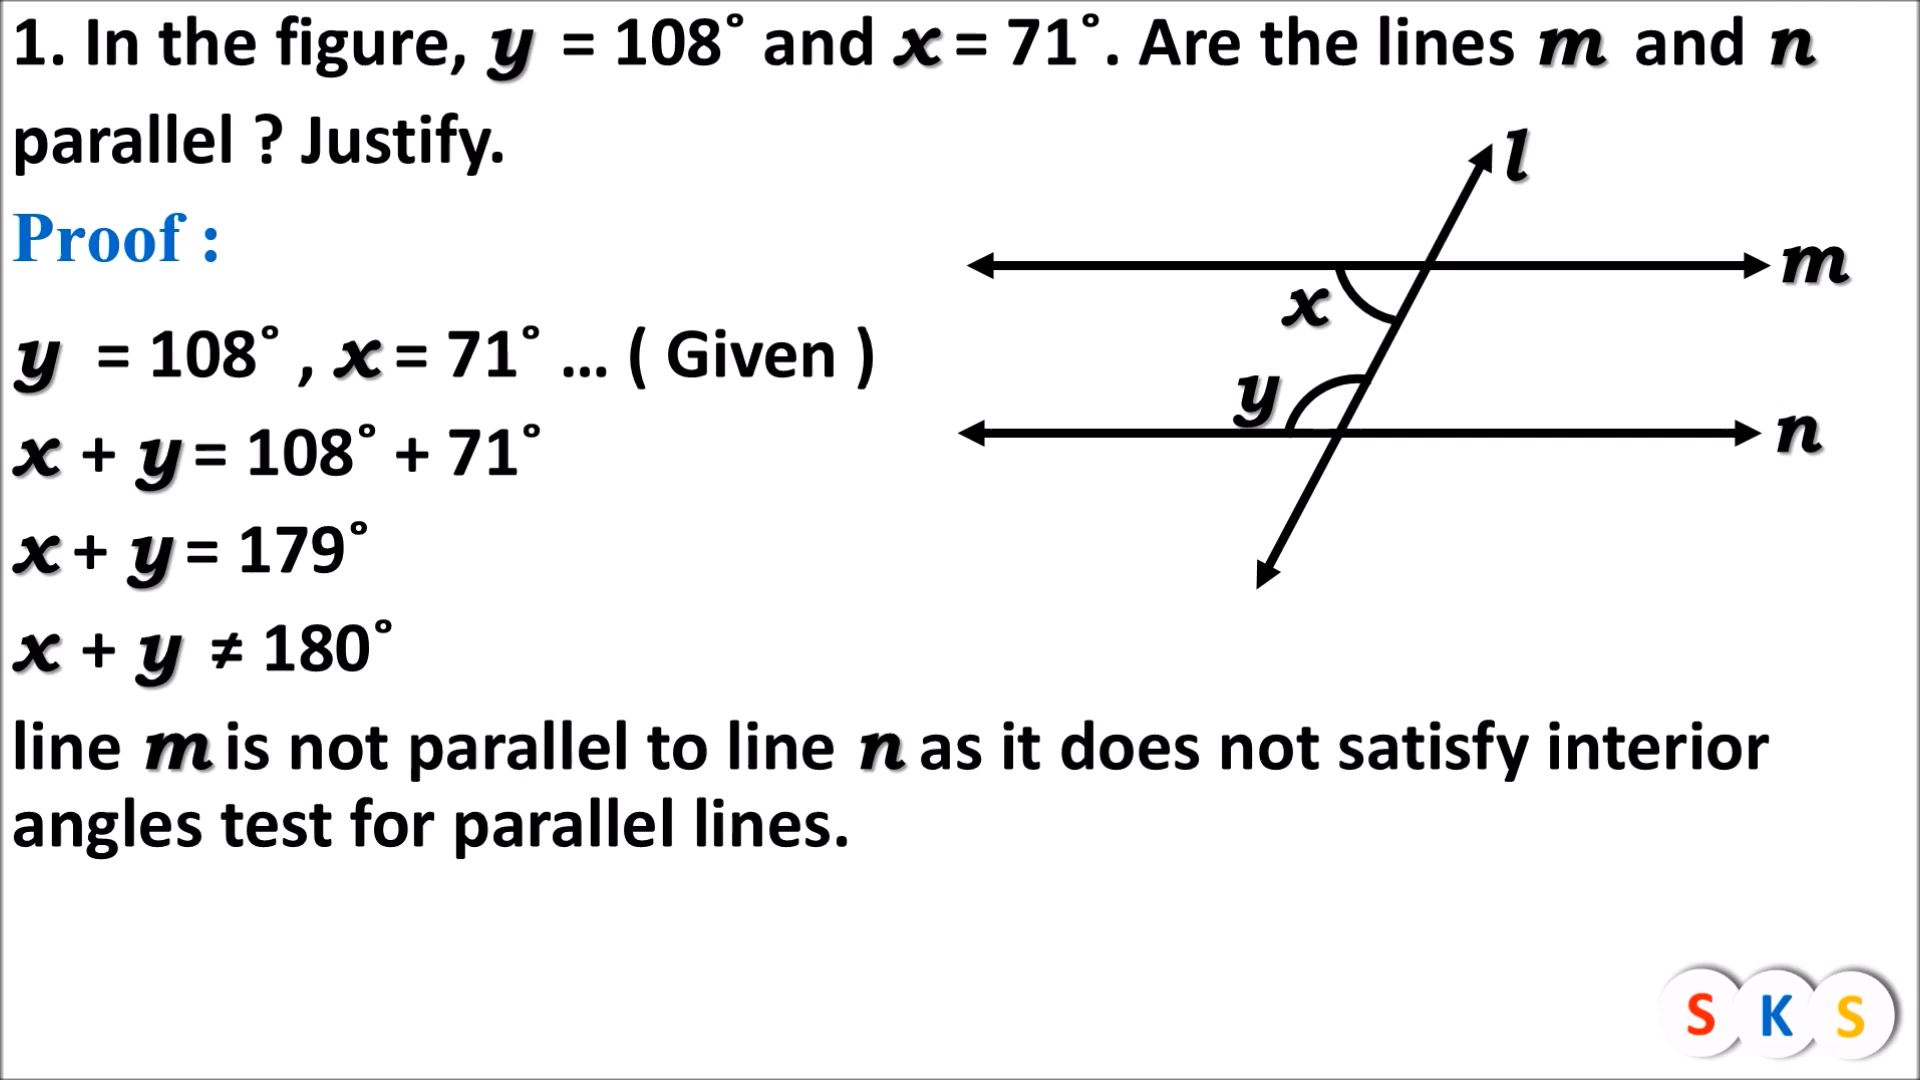 1. In the figure, y = 108° and x = 71°. Are the lines m and n
parallel ? Justify.
Proof :
y = 108° , x = 71° ... ( Given )
x + y = 108° + 71°
x + y = 179°
x + y ≠ 180°
line m is not parallel to line n as it does not satisfy interior
angles test for parallel lines.
l
m
x
y
n
S K S